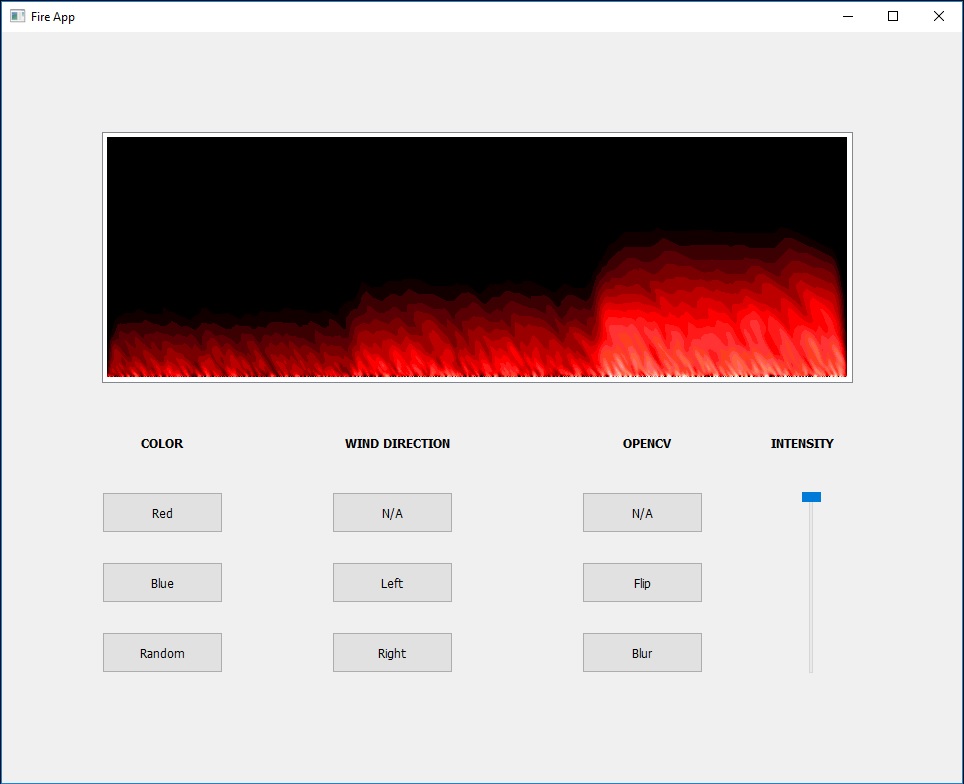 Fire App
COLOR
WIND DIRECTION
OPENCV
INTENSITY
Red
N/A
N/A
Blue
Left
Flip
Random
Right
Blur